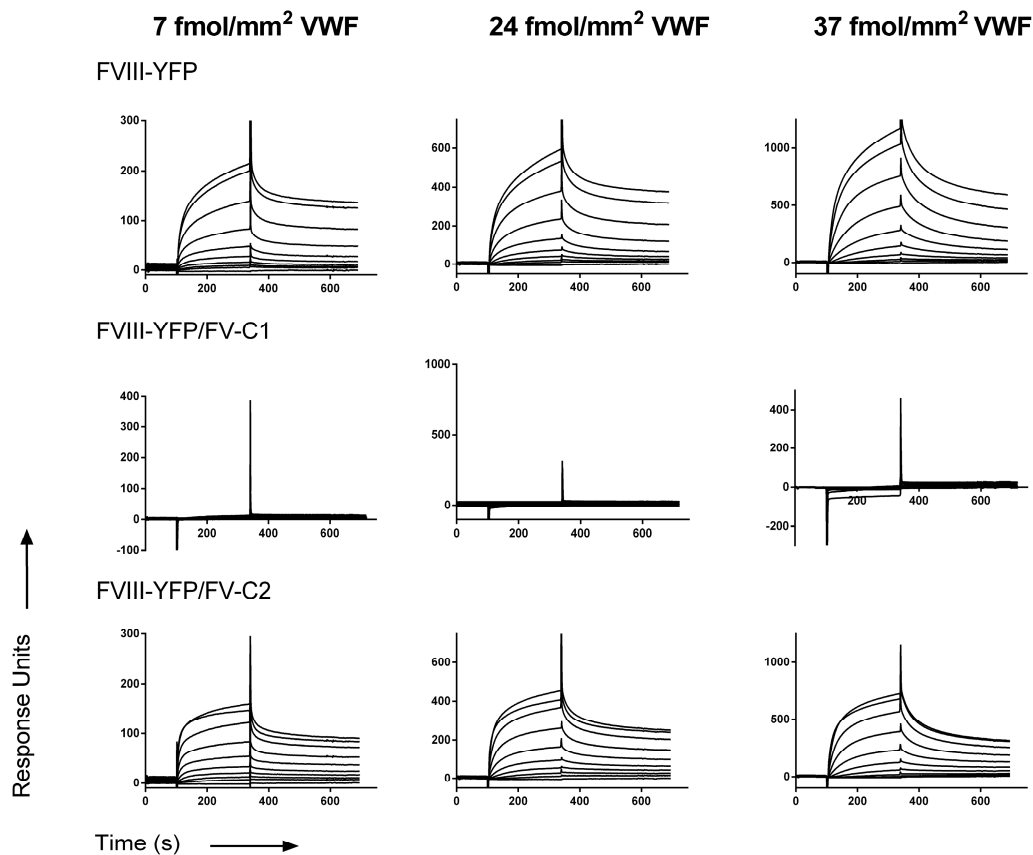 7 fmol/mm² VWF 24 fmol/mm² VWF 37 fmol/mm² VWF
FVIII-YFP
300 200 100 0
0 200 400 600
600 400 200 0
0 200 400 600
1000 500 0
0 200 400 600
FVIII-YFP/FV-C1
400 300 200 100 0 -100
200 400 600
1000 500 0
200 400 600
400 200 0 -200
200 400 600
FVIII-YFP/FV-C2
300 200 100 0
0 200 400 600
600 400 200 0
0 200 400 600
1000 500 0
0 200 400 600
Response Units
Time (s)